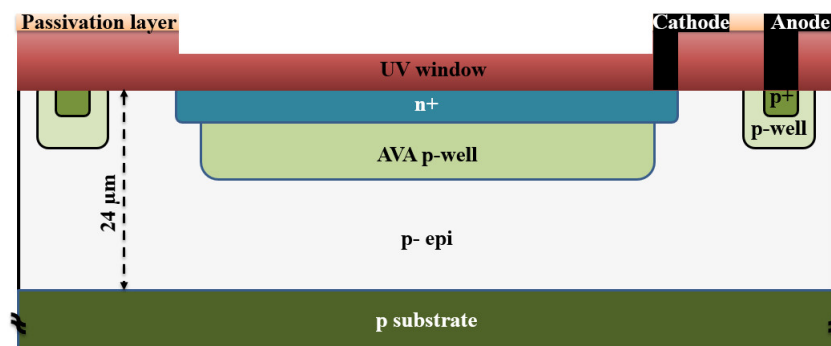 Passivation layer
Cathode
Anode
UV window
n+
p+
p-well
AVA p-well
24 µm
p- epi
p substrate